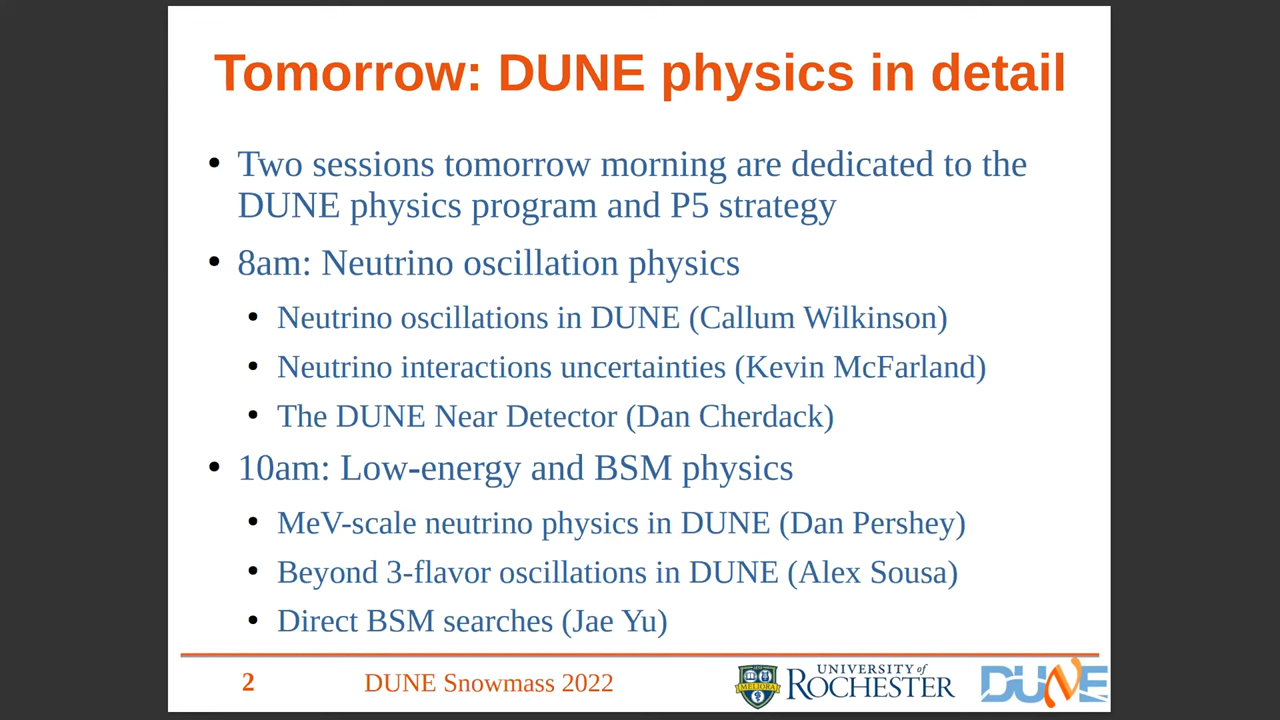 Tomorrow: DUNE physics in detail
• Two sessions tomorrow morning are dedicated to the
DUNE physics program and P5 strategy
• 8am: Neutrino oscillation physics
• Neutrino oscillations in DUNE (Callum Wilkinson)
• Neutrino interactions uncertainties (Kevin McFarland)
• The DUNE Near Detector (Dan Cherdack)
• 10am: Low-energy and BSM physics
• MeV-scale neutrino physics in DUNE (Dan Pershey)
• Beyond 3-flavor oscillations in DUNE (Alex Sousa)
• Direct BSM searches (Jae Yu)
2
DUNE Snowmass 2022
MELIORA
UNIVERSITY of
ROCHESTER
DUNE